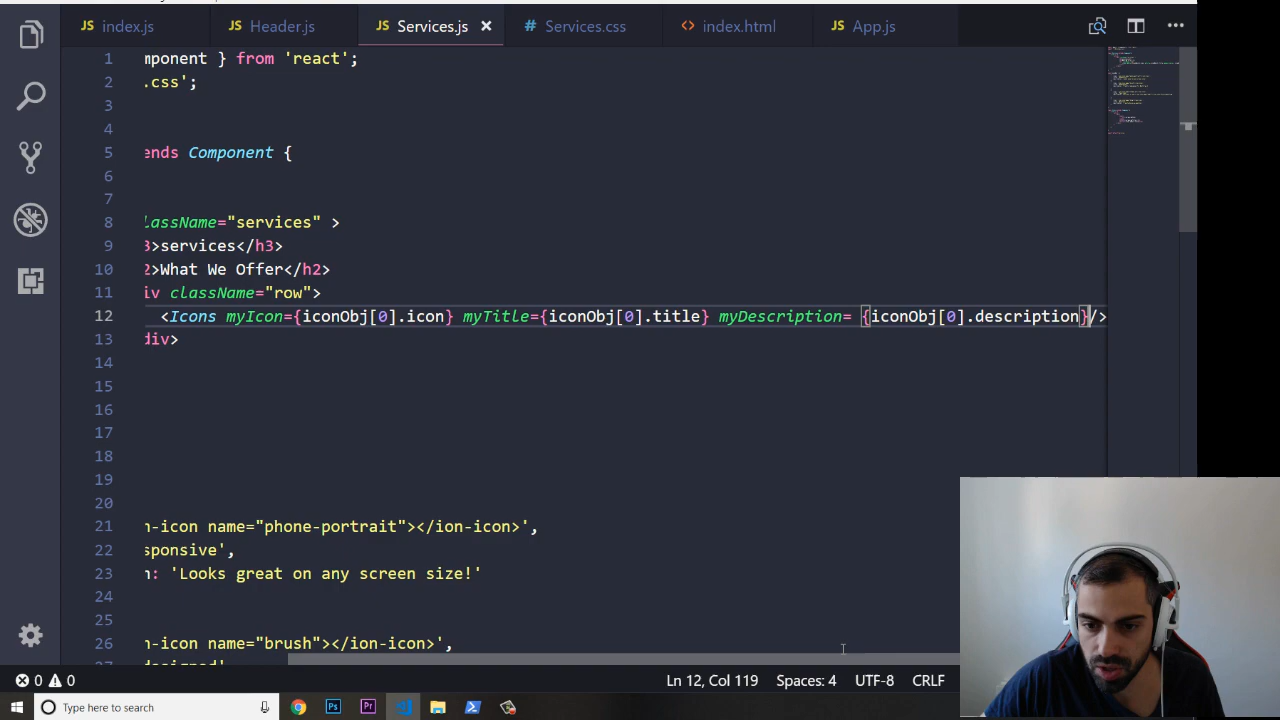 JS index.js JS Header.js JS Services.js # Services.css <> index.html JS App.js
1 mponent } from 'react';
2 .css';
3
4
5 ends Component {
6
7
8 className="services" >
9 3>services</h3>
10 2>What We Offer</h2>
11 iv className="row">
12 <Icons myIcon={iconObj[0].icon} myTitle={iconObj[0].title} myDescription= {iconObj[0].description}/>
13 div>
14
15
16
17
18
19
20
21 n-icon name="phone-portrait"></ion-icon>',
22 sponsive',
23 n: 'Looks great on any screen size!'
24
25
26 n-icon name="brush"></ion-icon>',
0 0 Ln 12, Col 119 Spaces: 4 UTF-8 CRLF
Type here to search Ps Pr